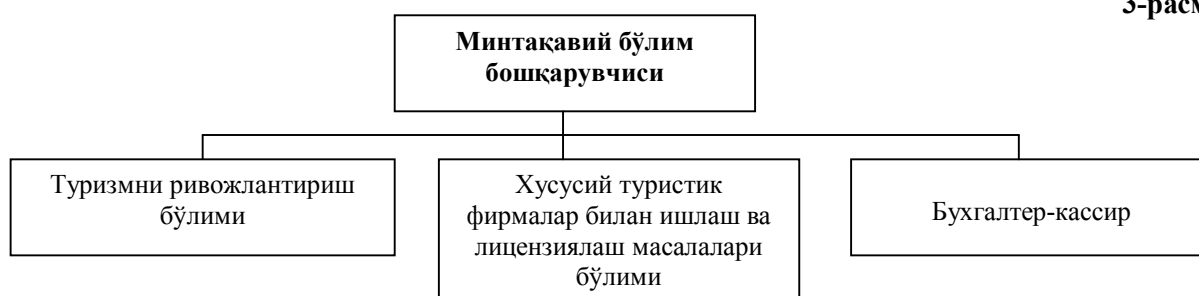 3-расм
Минтақавий бўлим
бошқарувчиси
Туризмни ривожлантириш
бўлими
Хусусий туристик
фирмалар билан ишлаш ва
лицензиялаш масалалари
бўлими
Бухгалтер-кассир